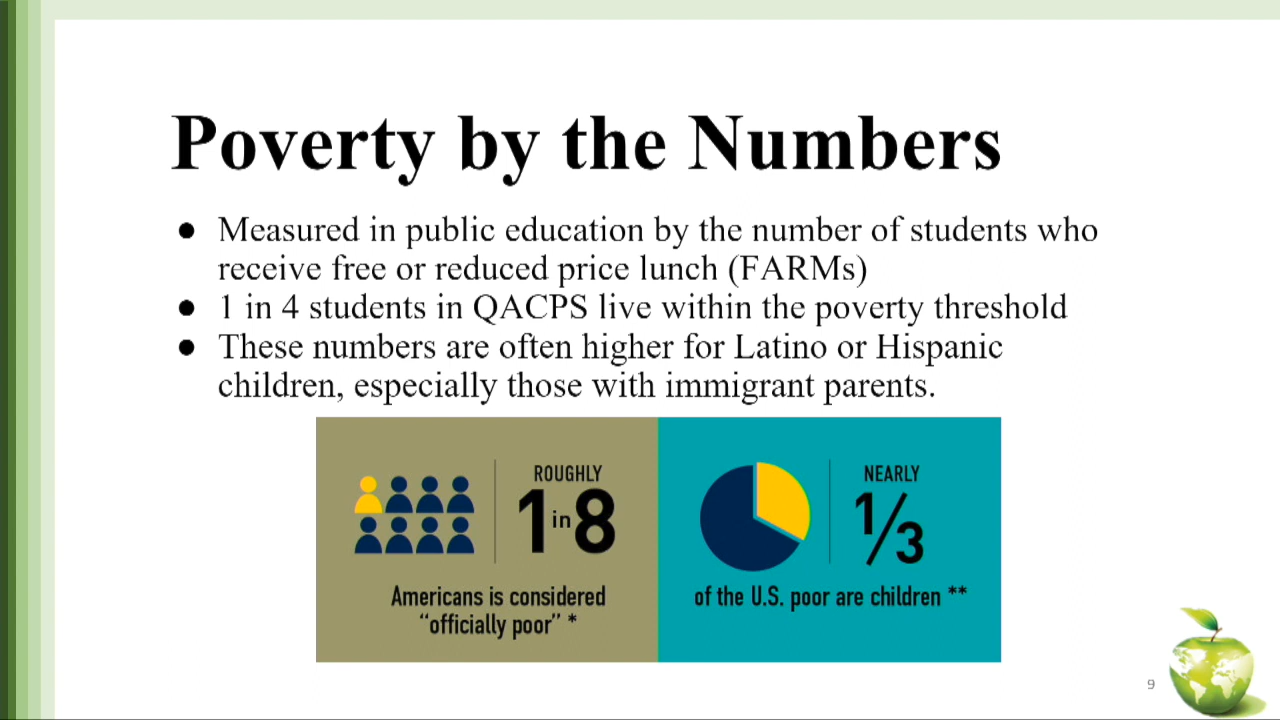 Poverty by the Numbers
● Measured in public education by the number of students who
receive free or reduced price lunch (FARMs)
● 1 in 4 students in QACPS live within the poverty threshold
● These numbers are often higher for Latino or Hispanic
children, especially those with immigrant parents.
ROUGHLY
1 in 8
Americans is considered
“officially poor” *
NEARLY
1/3
of the U.S. poor are children **
9